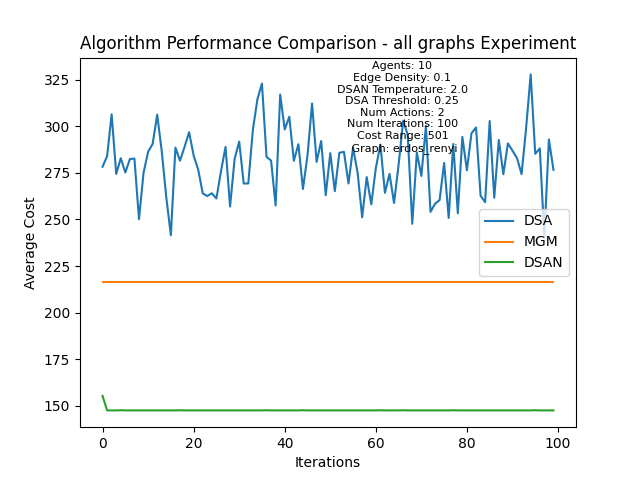 Algorithm Performance Comparison - all graphs Experiment
Agents: 10
Edge Density: 0.1
DSAN Temperature: 2.0
DSA Threshold: 0.25
Num Actions: 2
Num Iterations: 100
Cost Range: 501
Graph: erdos_renyi
325
300
275
250
225
200
175
150
Average Cost
DSA
MGM
DSAN
0
20
40
60
80
100
Iterations